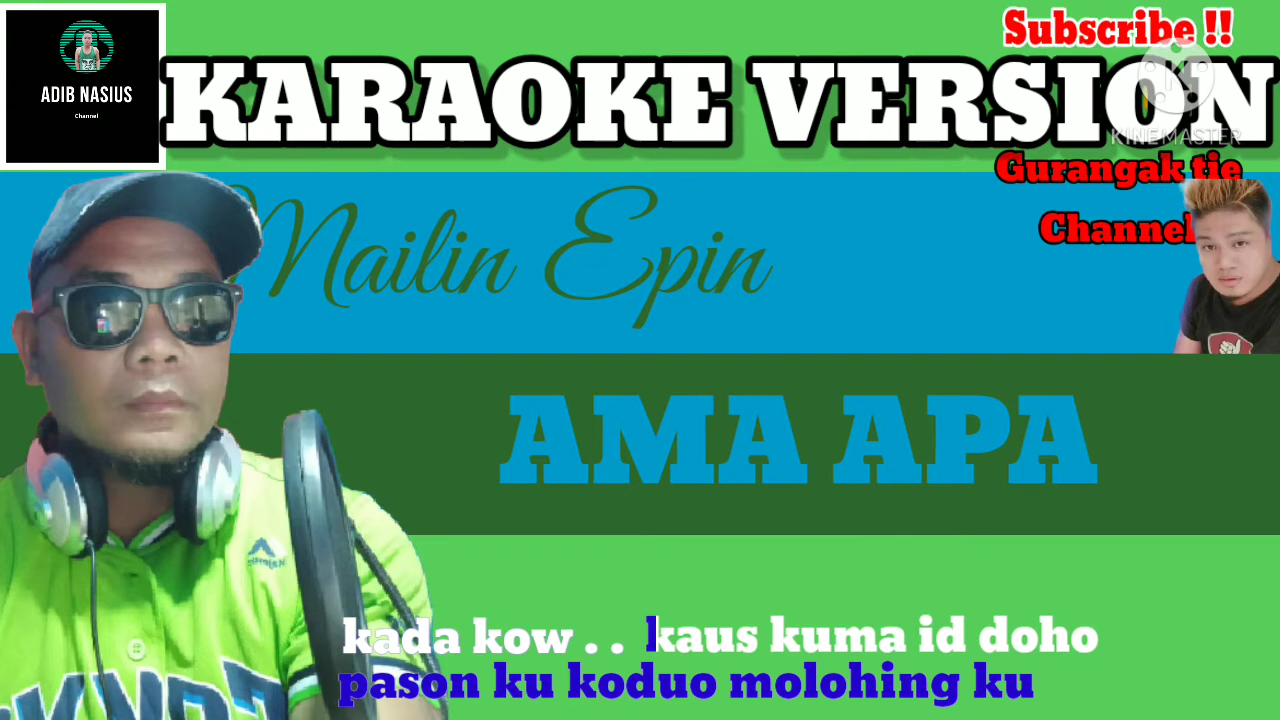 Subscribe !!
ADIB NASIUS
Channel
KARAOKE VERSION
KINEMASTER
Gurangak tie
Channel
Mailin Epin
AMA APA
kada kow . . kaus kuma id doho
pason ku koduo molohing ku